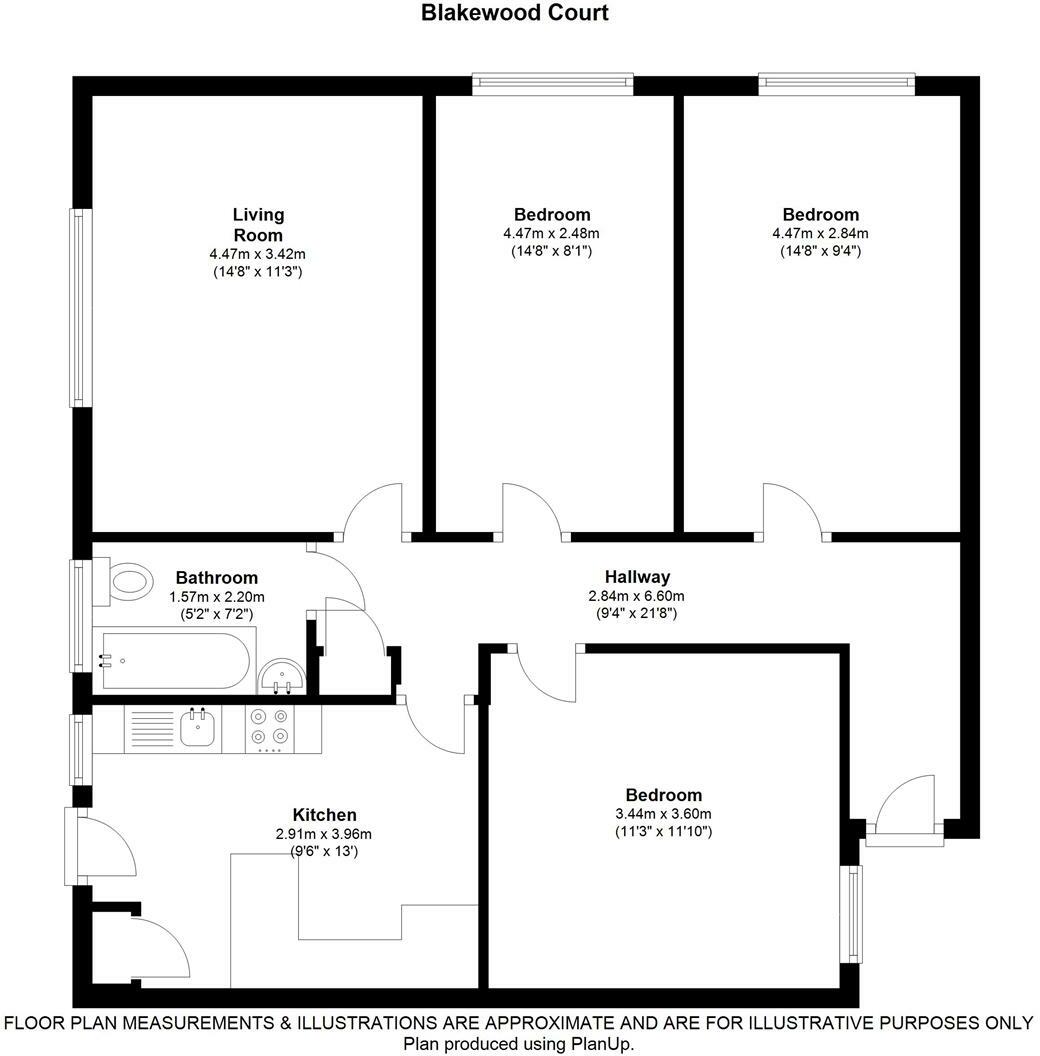 Blakewood Court
Living
Room
4.47m x 3.42m
(14'8" x 11'3")
Bedroom
4.47m x 2.48m
(14'8" x 8'1")
Bedroom
4.47m x 2.84m
(14'8" x 9'4")
Bathroom
1.57m x 2.20m
(5'2" x 7'2")
Hallway
2.84m x 6.60m
(9'4" x 21'8")
Kitchen
2.91m x 3.96m
(9'6" x 13')
Bedroom
3.44m x 3.60m
(11'3" x 11'10")
FLOOR PLAN MEASUREMENTS & ILLUSTRATIONS ARE APPROXIMATE AND ARE FOR ILLUSTRATIVE PURPOSES ONLY
Plan produced using PlanUp.